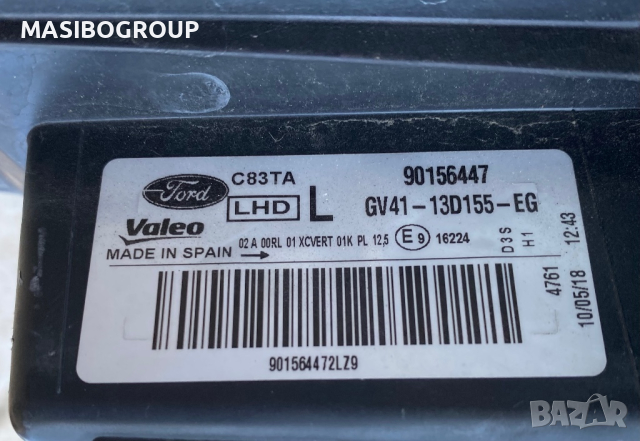 MASIBOGROUP
Ford
C83TA
90156447
LHD L
GV41-13D155-EG
Valeo
MADE IN SPAIN
02 A 00RL 01 XCVERT 01K PL 12,5 E9 16224
D3S
H1
4761
10/05/18 12:43
901564472LZ9
BAZAR